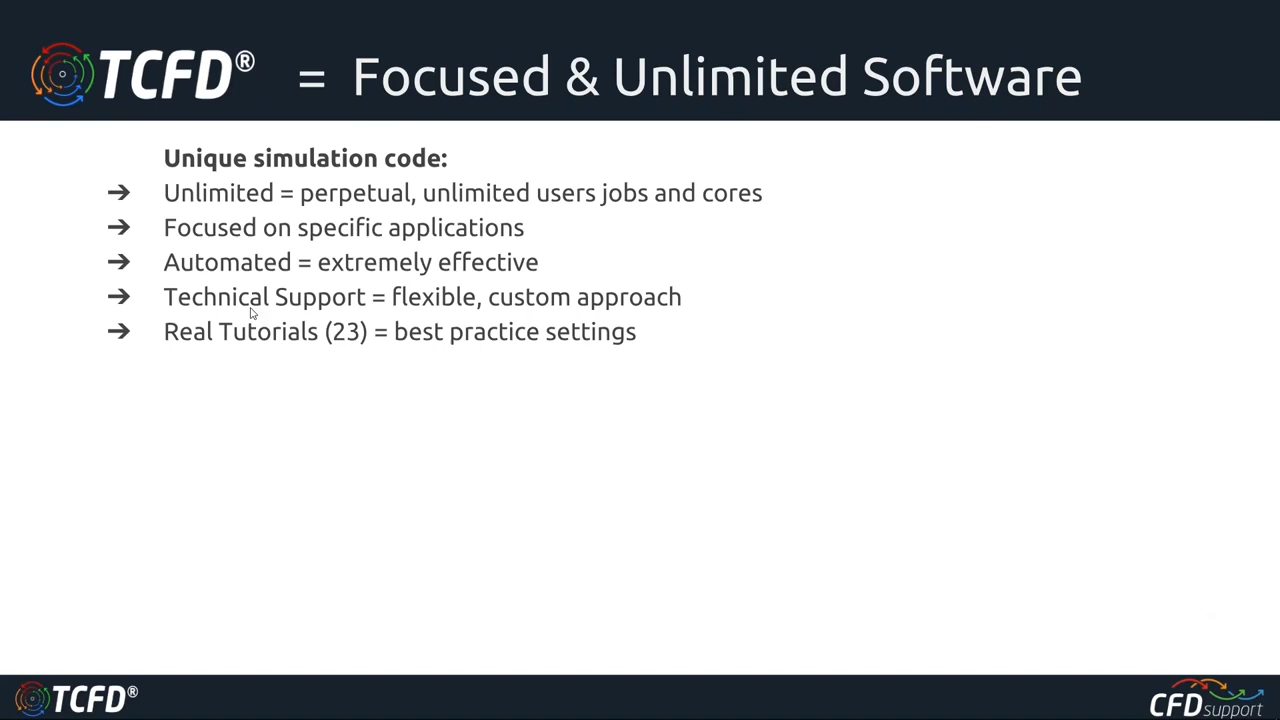 TCFD® = Focused & Unlimited Software
Unique simulation code:
➔ Unlimited = perpetual, unlimited users jobs and cores
➔ Focused on specific applications
➔ Automated = extremely effective
➔ Technical Support = flexible, custom approach
➔ Real Tutorials (23) = best practice settings
TCFD®
CFD support